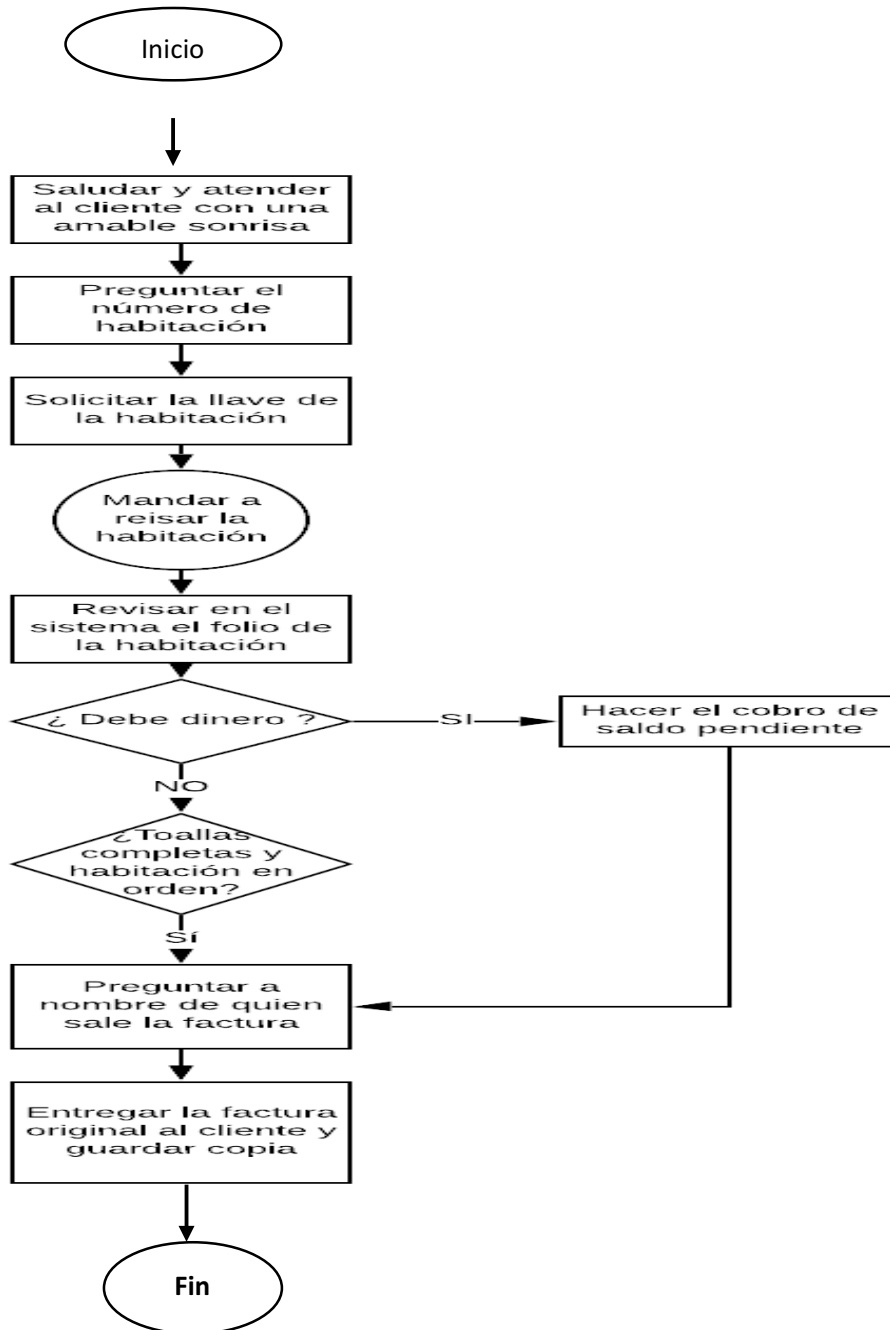 Inicio
Saludar y atender
al cliente con una
amable sonrisa
Preguntar el
número de
habitación
Solicitar la llave de
la habitación
Mandar a
reisar la
habitación
Revisar en el
sistema el folio de
la habitación
¿ Debe dinero ?
SI
Hacer el cobro de
saldo pendiente
NO
¿Toallas
completas y
habitación en
orden?
Sí
Preguntar a
nombre de quien
sale la factura
Entregar la factura
original al cliente y
guardar copia
Fin